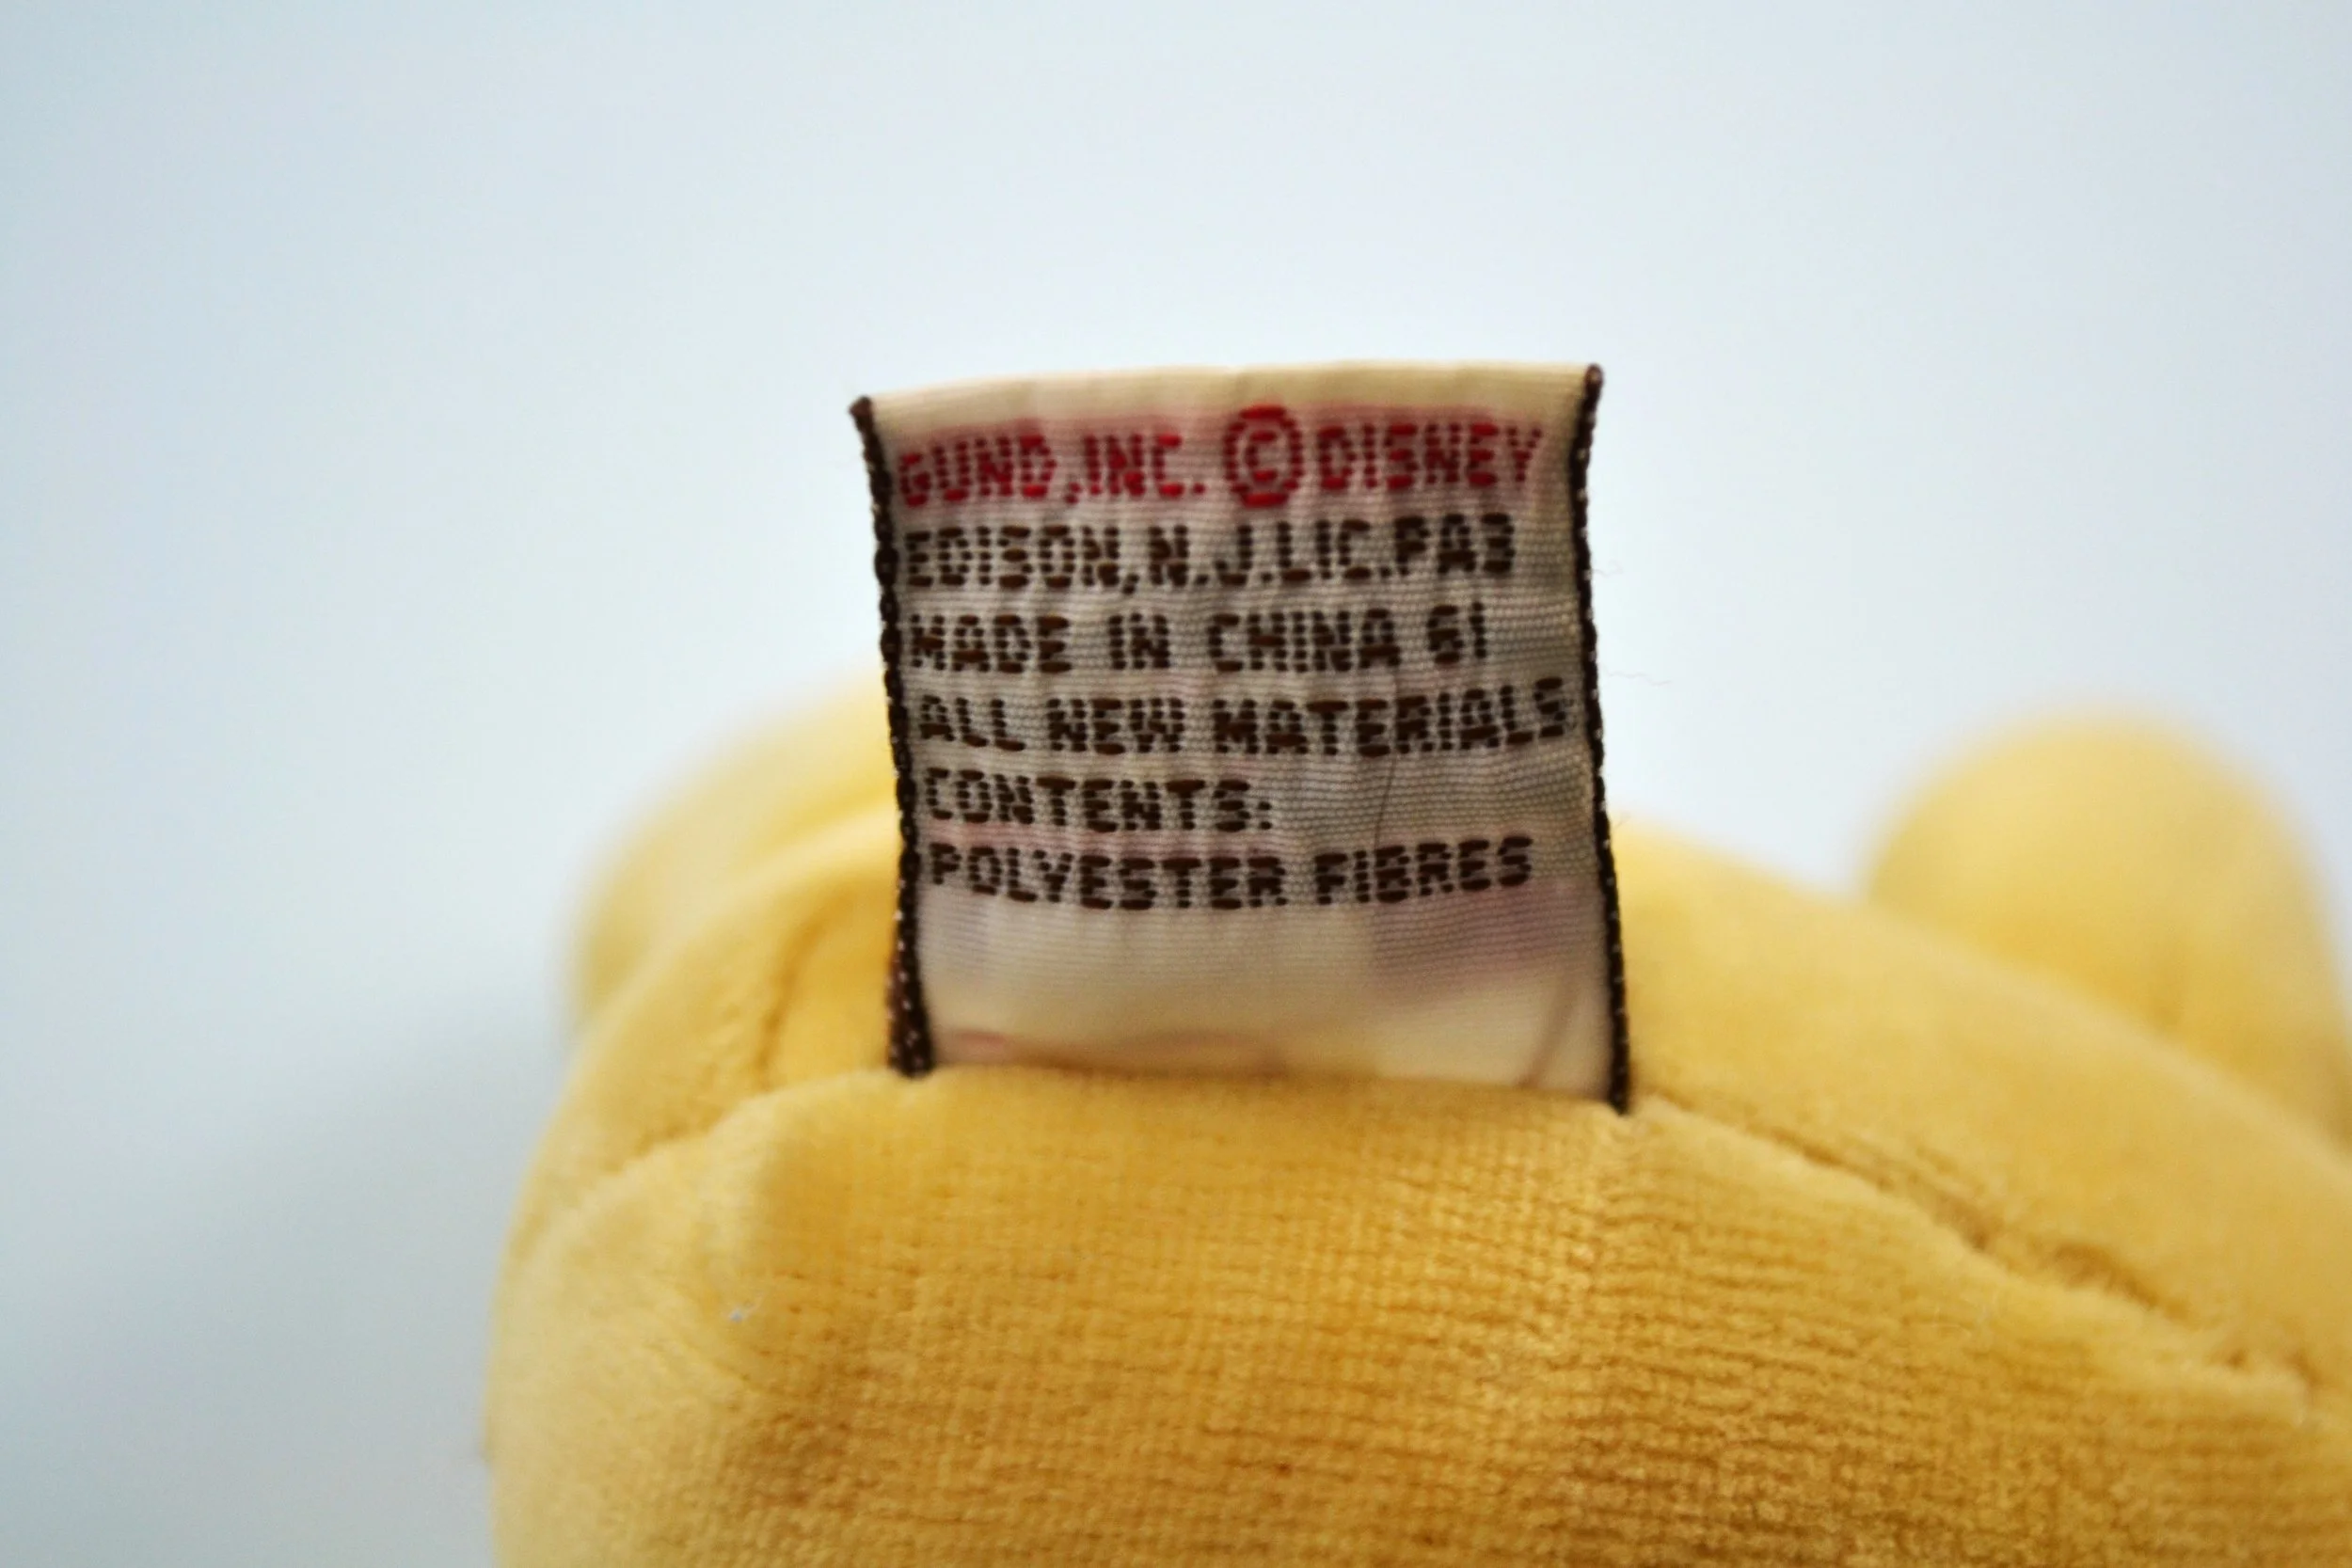 GUND,INC. © DISNEY
EDISON,N.J.LIC.PA3
MADE IN CHINA 61
ALL NEW MATERIALS
CONTENTS:
POLYESTER FIBRES